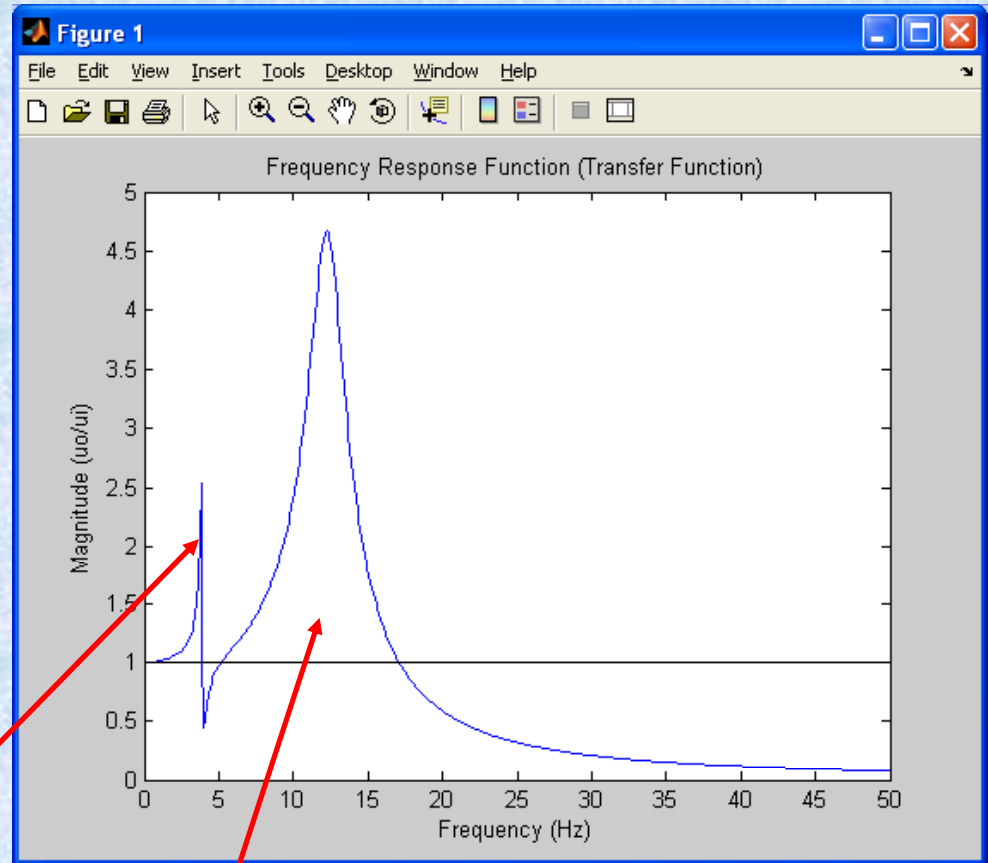 Figure 1
File Edit View Insert Tools Desktop Window Help
Frequency Response Function (Transfer Function)
5
4.5
4
3.5
3
2.5
2
1.5
1
0.5
0
Magnitude (uo/ui)
0 5 10 15 20 25 30 35 40 45 50
Frequency (Hz)